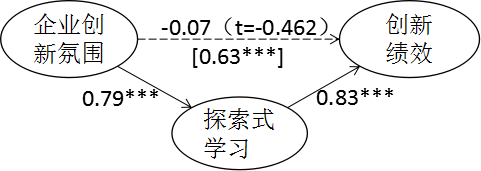 企业创
新氛围
-0.07（t=-0.462）
[0.63***]
创新
绩效
0.79***
0.83***
探索式
学习